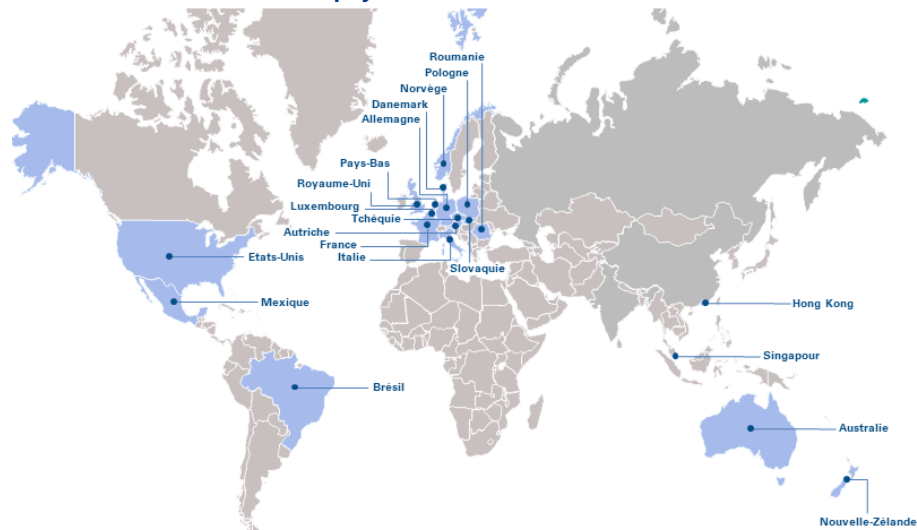 pays
Roumanie
Pologne
Norvège
Danemark
Allemagne
Pays-Bas
Royaume-Uni
Luxembourg
Tchéquie
Autriche
France
Italie
Slovaquie
Etats-Unis
Mexique
Hong Kong
Singapour
Brésil
Australie
Nouvelle-Zélande